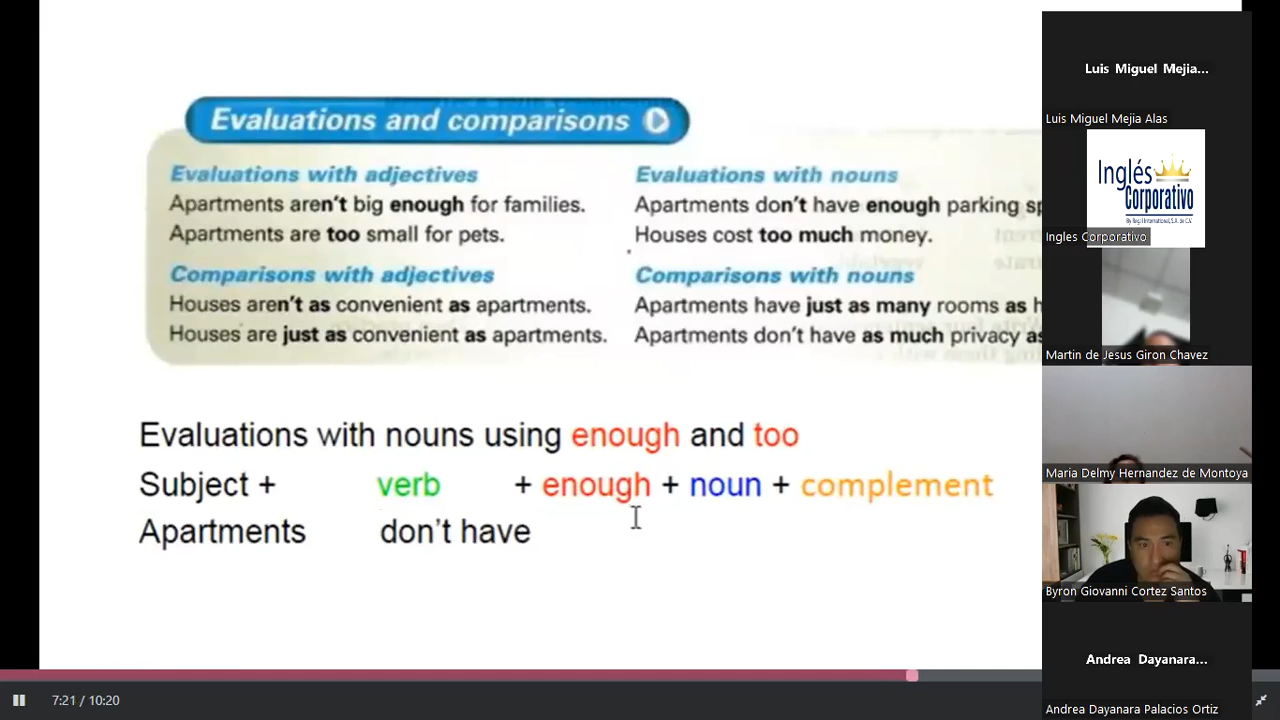 Evaluations and comparisons
Evaluations with adjectives
Apartments aren't big enough for families.
Apartments are too small for pets.
Comparisons with adjectives
Houses aren't as convenient as apartments.
Houses are just as convenient as apartments.
Evaluations with nouns
Apartments don't have enough parking
Houses cost too much money.
Comparisons with nouns
Apartments have just as many rooms as
Apartments don't have as much privacy
Evaluations with nouns using enough and too
Subject + verb + enough + noun + complement
Apartments don't have
7:21 / 10:20
Luis Miguel Mejia...
Luis Miguel Mejia Alas
Inglés
Corporativo
Ingles Corporativo
Martin de Jesus Giron Chavez
Maria Delmy Hernandez de Montoya
Byron Giovanni Cortez Santos
Andrea Dayanara...
Andrea Dayanara Palacios Ortiz